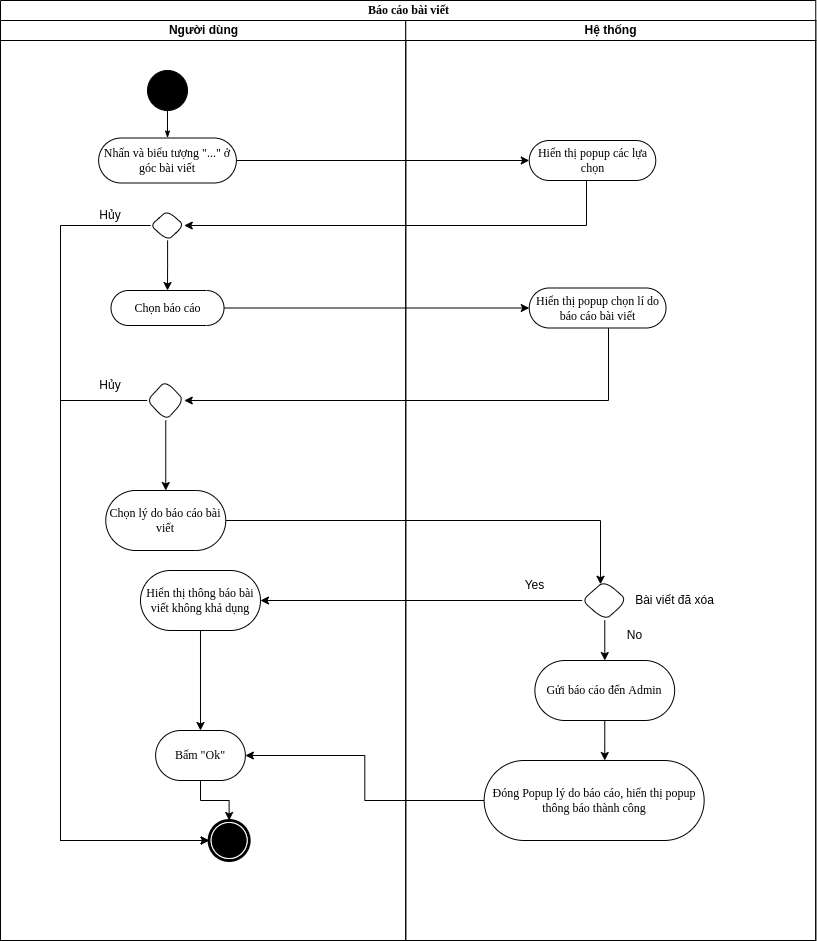 Báo cáo bài viết
Người dùng
Hệ thống
Nhấn và biểu tượng "..." ở
góc bài viết
Hiển thị popup các lựa
chọn
Hủy
Chọn báo cáo
Hiển thị popup chọn lí do
báo cáo bài viết
Hủy
Chọn lý do báo cáo bài
viết
Yes
Bài viết đã xóa
Hiển thị thông báo bài
viết không khả dụng
No
Gửi báo cáo đến Admin
Bấm "Ok"
Đóng Popup lý do báo cáo, hiển thị popup
thông báo thành công